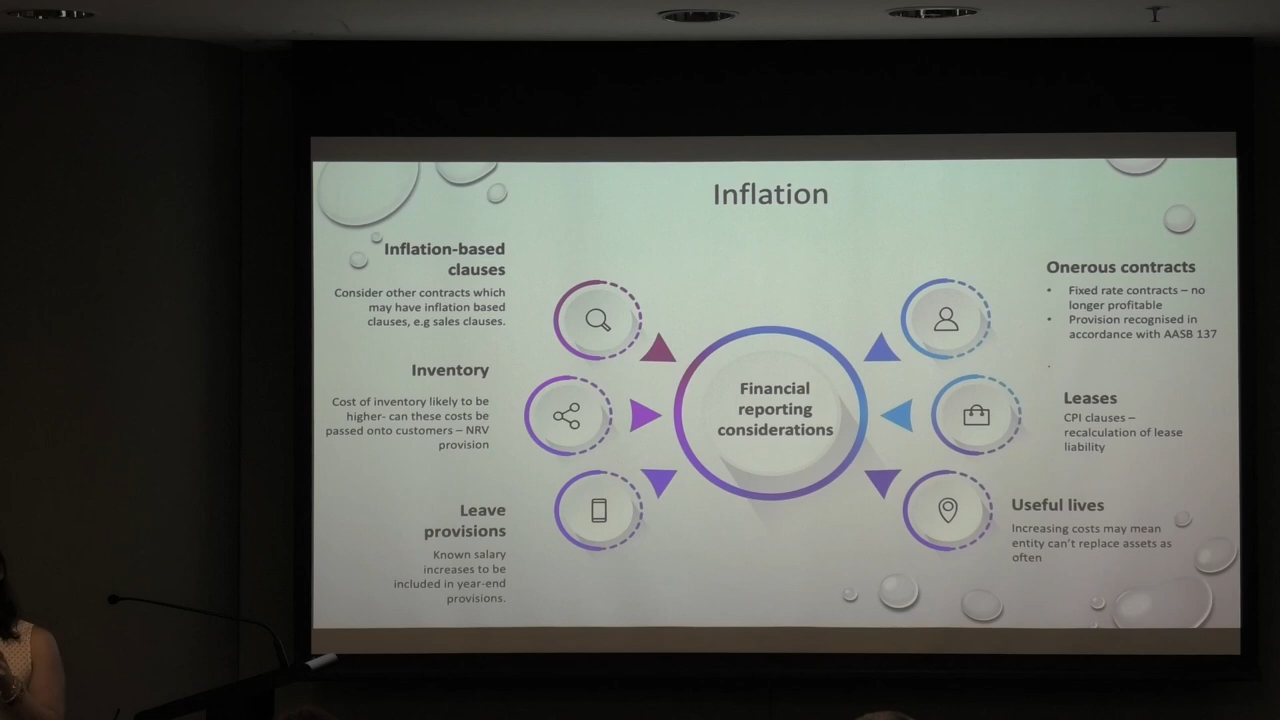 Inflation
Inflation-based
clauses
Consider other contracts which
may have inflation based
clauses, e.g sales clauses.
Inventory
Cost of inventory likely to be
higher- can these costs be
passed onto customers – NRV
provision
Leave
provisions
Known salary
increases to be
included in year-end
provisions.
Financial
reporting
considerations
Onerous contracts
• Fixed rate contracts – no
longer profitable
• Provision recognised in
accordance with AASB 137
Leases
CPI clauses –
recalculation of lease
liability
Useful lives
Increasing costs may mean
entity can't replace assets as
often